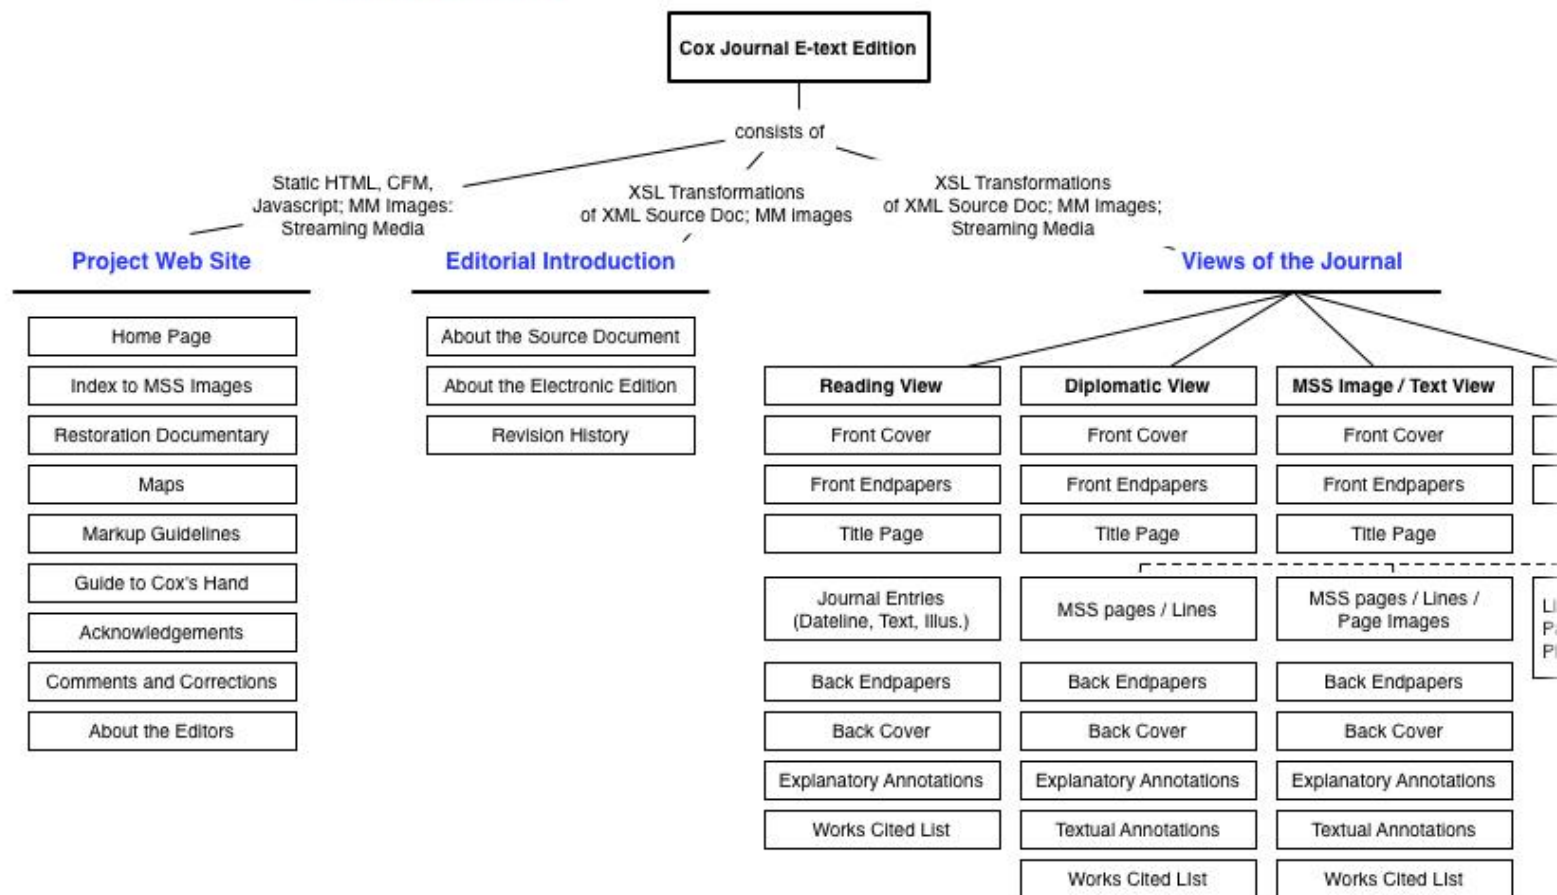 Cox Journal E-text Edition
consists of
Static HTML, CFM,
Javascript; MM Images:
Streaming Media
XSL Transformations
of XML Source Doc; MM images
XSL Transformations
of XML Source Doc; MM Images;
Streaming Media
Project Web Site
Home Page
Index to MSS Images
Restoration Documentary
Maps
Markup Guidelines
Guide to Cox's Hand
Acknowledgements
Comments and Corrections
About the Editors
Editorial Introduction
About the Source Document
About the Electronic Edition
Revision History
Views of the Journal
Reading View
Front Cover
Front Endpapers
Title Page
Journal Entries
(Dateline, Text, Illus.)
Back Endpapers
Back Cover
Explanatory Annotations
Works Cited List
Diplomatic View
Front Cover
Front Endpapers
Title Page
MSS pages / Lines
Back Endpapers
Back Cover
Explanatory Annotations
Textual Annotations
Works Cited List
MSS Image / Text View
Front Cover
Front Endpapers
Title Page
MSS pages / Lines /
Page Images
Back Endpapers
Back Cover
Explanatory Annotations
Textual Annotations
Works Cited List